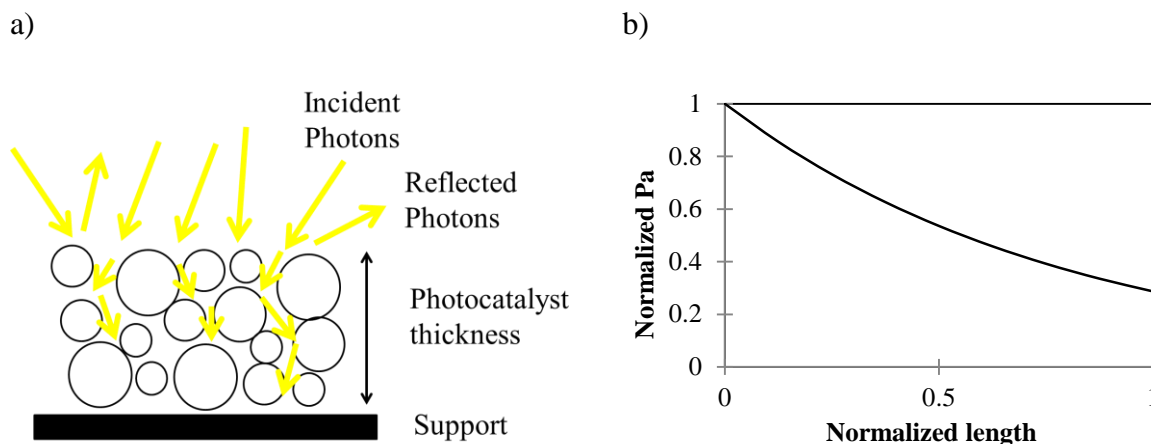 a)
Incident
Photons
Reflected
Photons
Photocatalyst
thickness
Support
b)
Normalized Pa
1
0.8
0.6
0.4
0.2
0
0
0.5
1
Normalized length